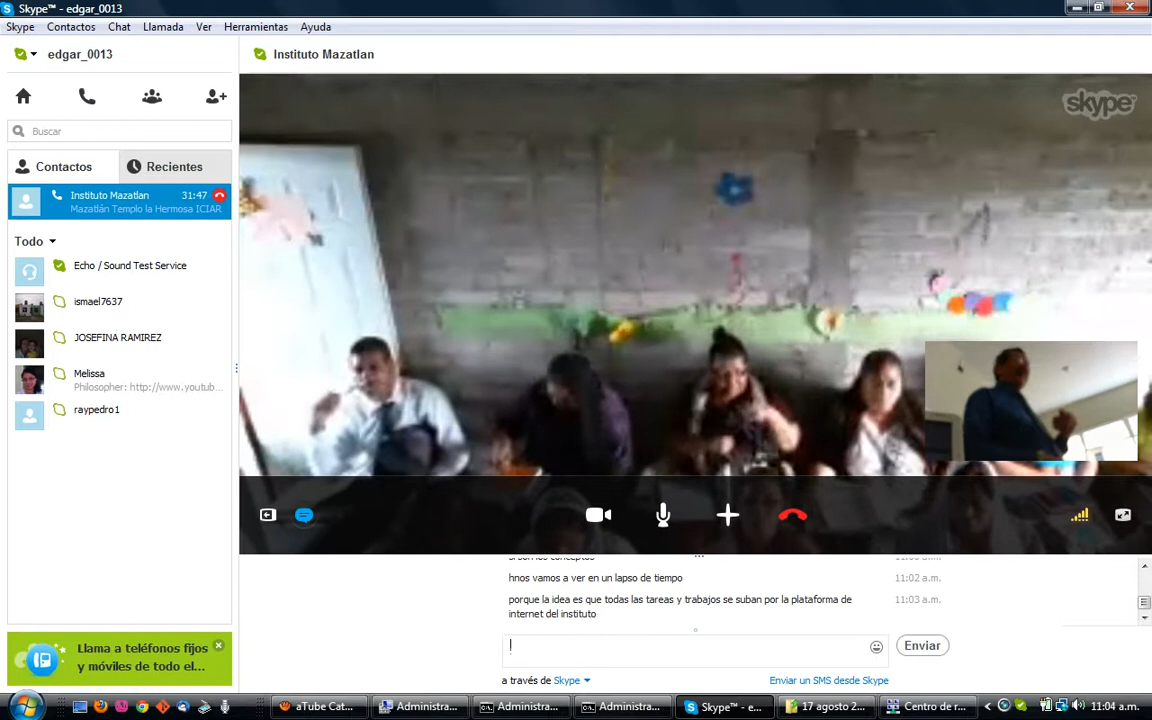 Skype™ - edgar_0013
Skype Contactos Chat Llamada Ver Herramientas Ayuda
edgar_0013
Instituto Mazatlan
skype
Buscar
Contactos
Recientes
Instituto Mazatlan 31:47
Mazatlán Templo la Hermosa ICIAR
Todo
Echo / Sound Test Service
ismael7637
JOSEFINA RAMIREZ
Melissa
Philosopher: http://www.youtub...
raypedro1
hnos vamos a ver en un lapso de tiempo 11:02 a.m.
porque la idea es que todas las tareas y trabajos se suban por la plataforma de 11:03 a.m.
internet del instituto
!
Enviar
a través de Skype
Enviar un SMS desde Skype
Llama a teléfonos fijos
y móviles de todo el...
aTube Cat... Administra... Administra... Administra... Skype™ - e... 17 agosto 2... Centro de r... 11:04 a.m.